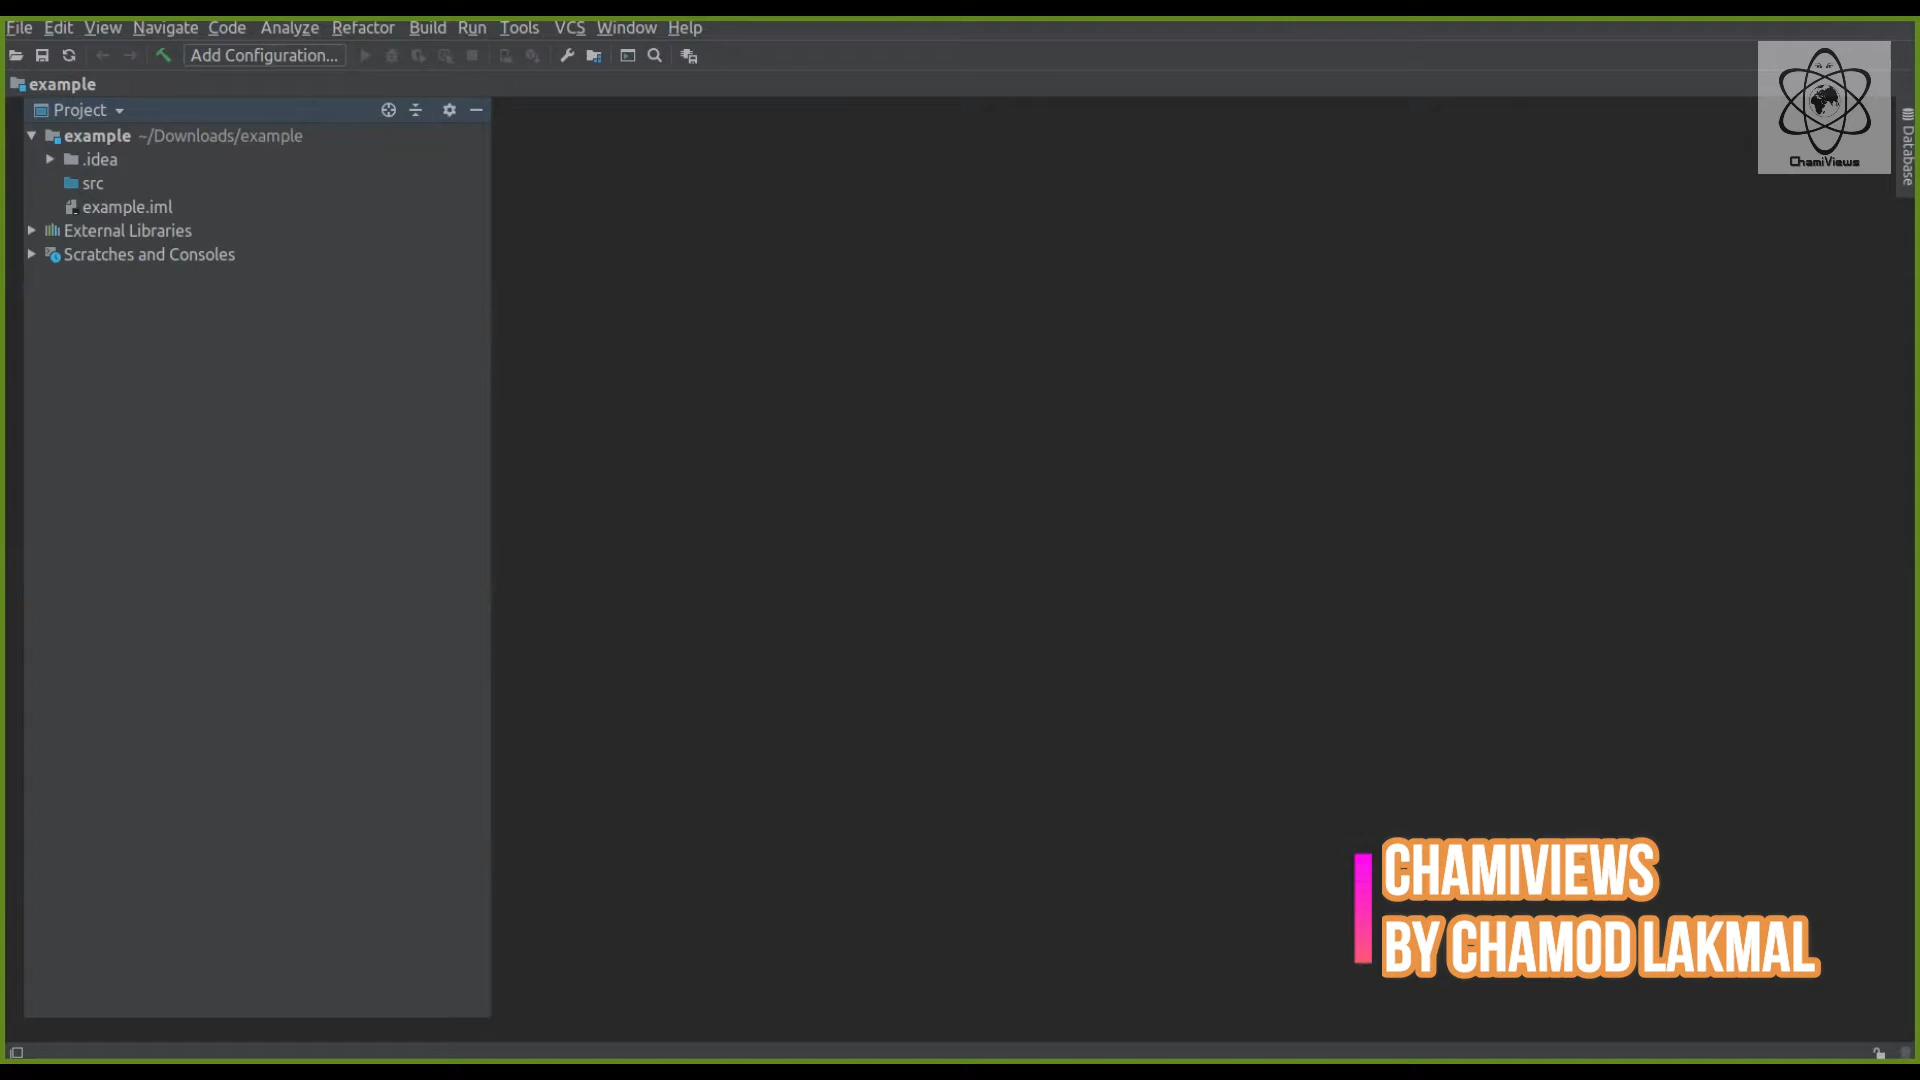 File Edit View Navigate Code Analyze Refactor Build Run Tools VCS Window Help
Add Configuration...
example
Project
example ~/Downloads/example
.idea
src
example.iml
External Libraries
Scratches and Consoles
ChamiViews
Database
CHAMIVIEWS
BY CHAMOD LAKMAL